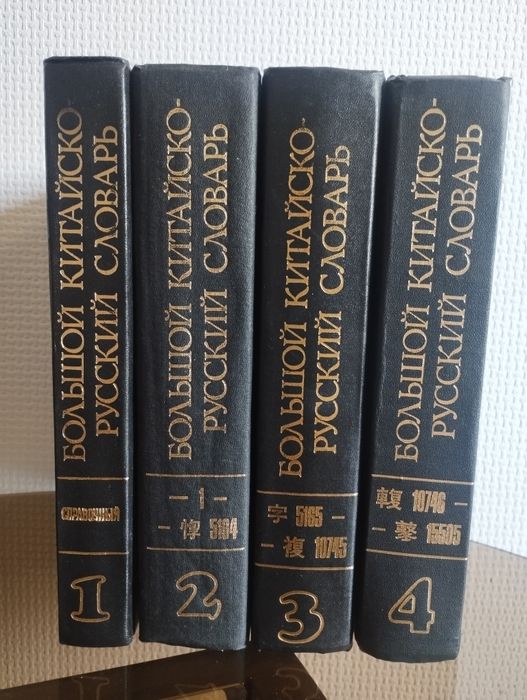 БОЛЬШОЙ КИТАЙСКО-
РУССКИЙ СЛОВАРЬ
СПРАВОЧНЫЙ
1
БОЛЬШОЙ КИТАЙСКО-
РУССКИЙ СЛОВАРЬ
— 1 —
— 惇 5164
2
БОЛЬШОЙ КИТАЙСКО-
РУССКИЙ СЛОВАРЬ
字 5165 —
— 複 10745
3
БОЛЬШОЙ КИТАЙСКО-
РУССКИЙ СЛОВАРЬ
10746 —
— 15505
4